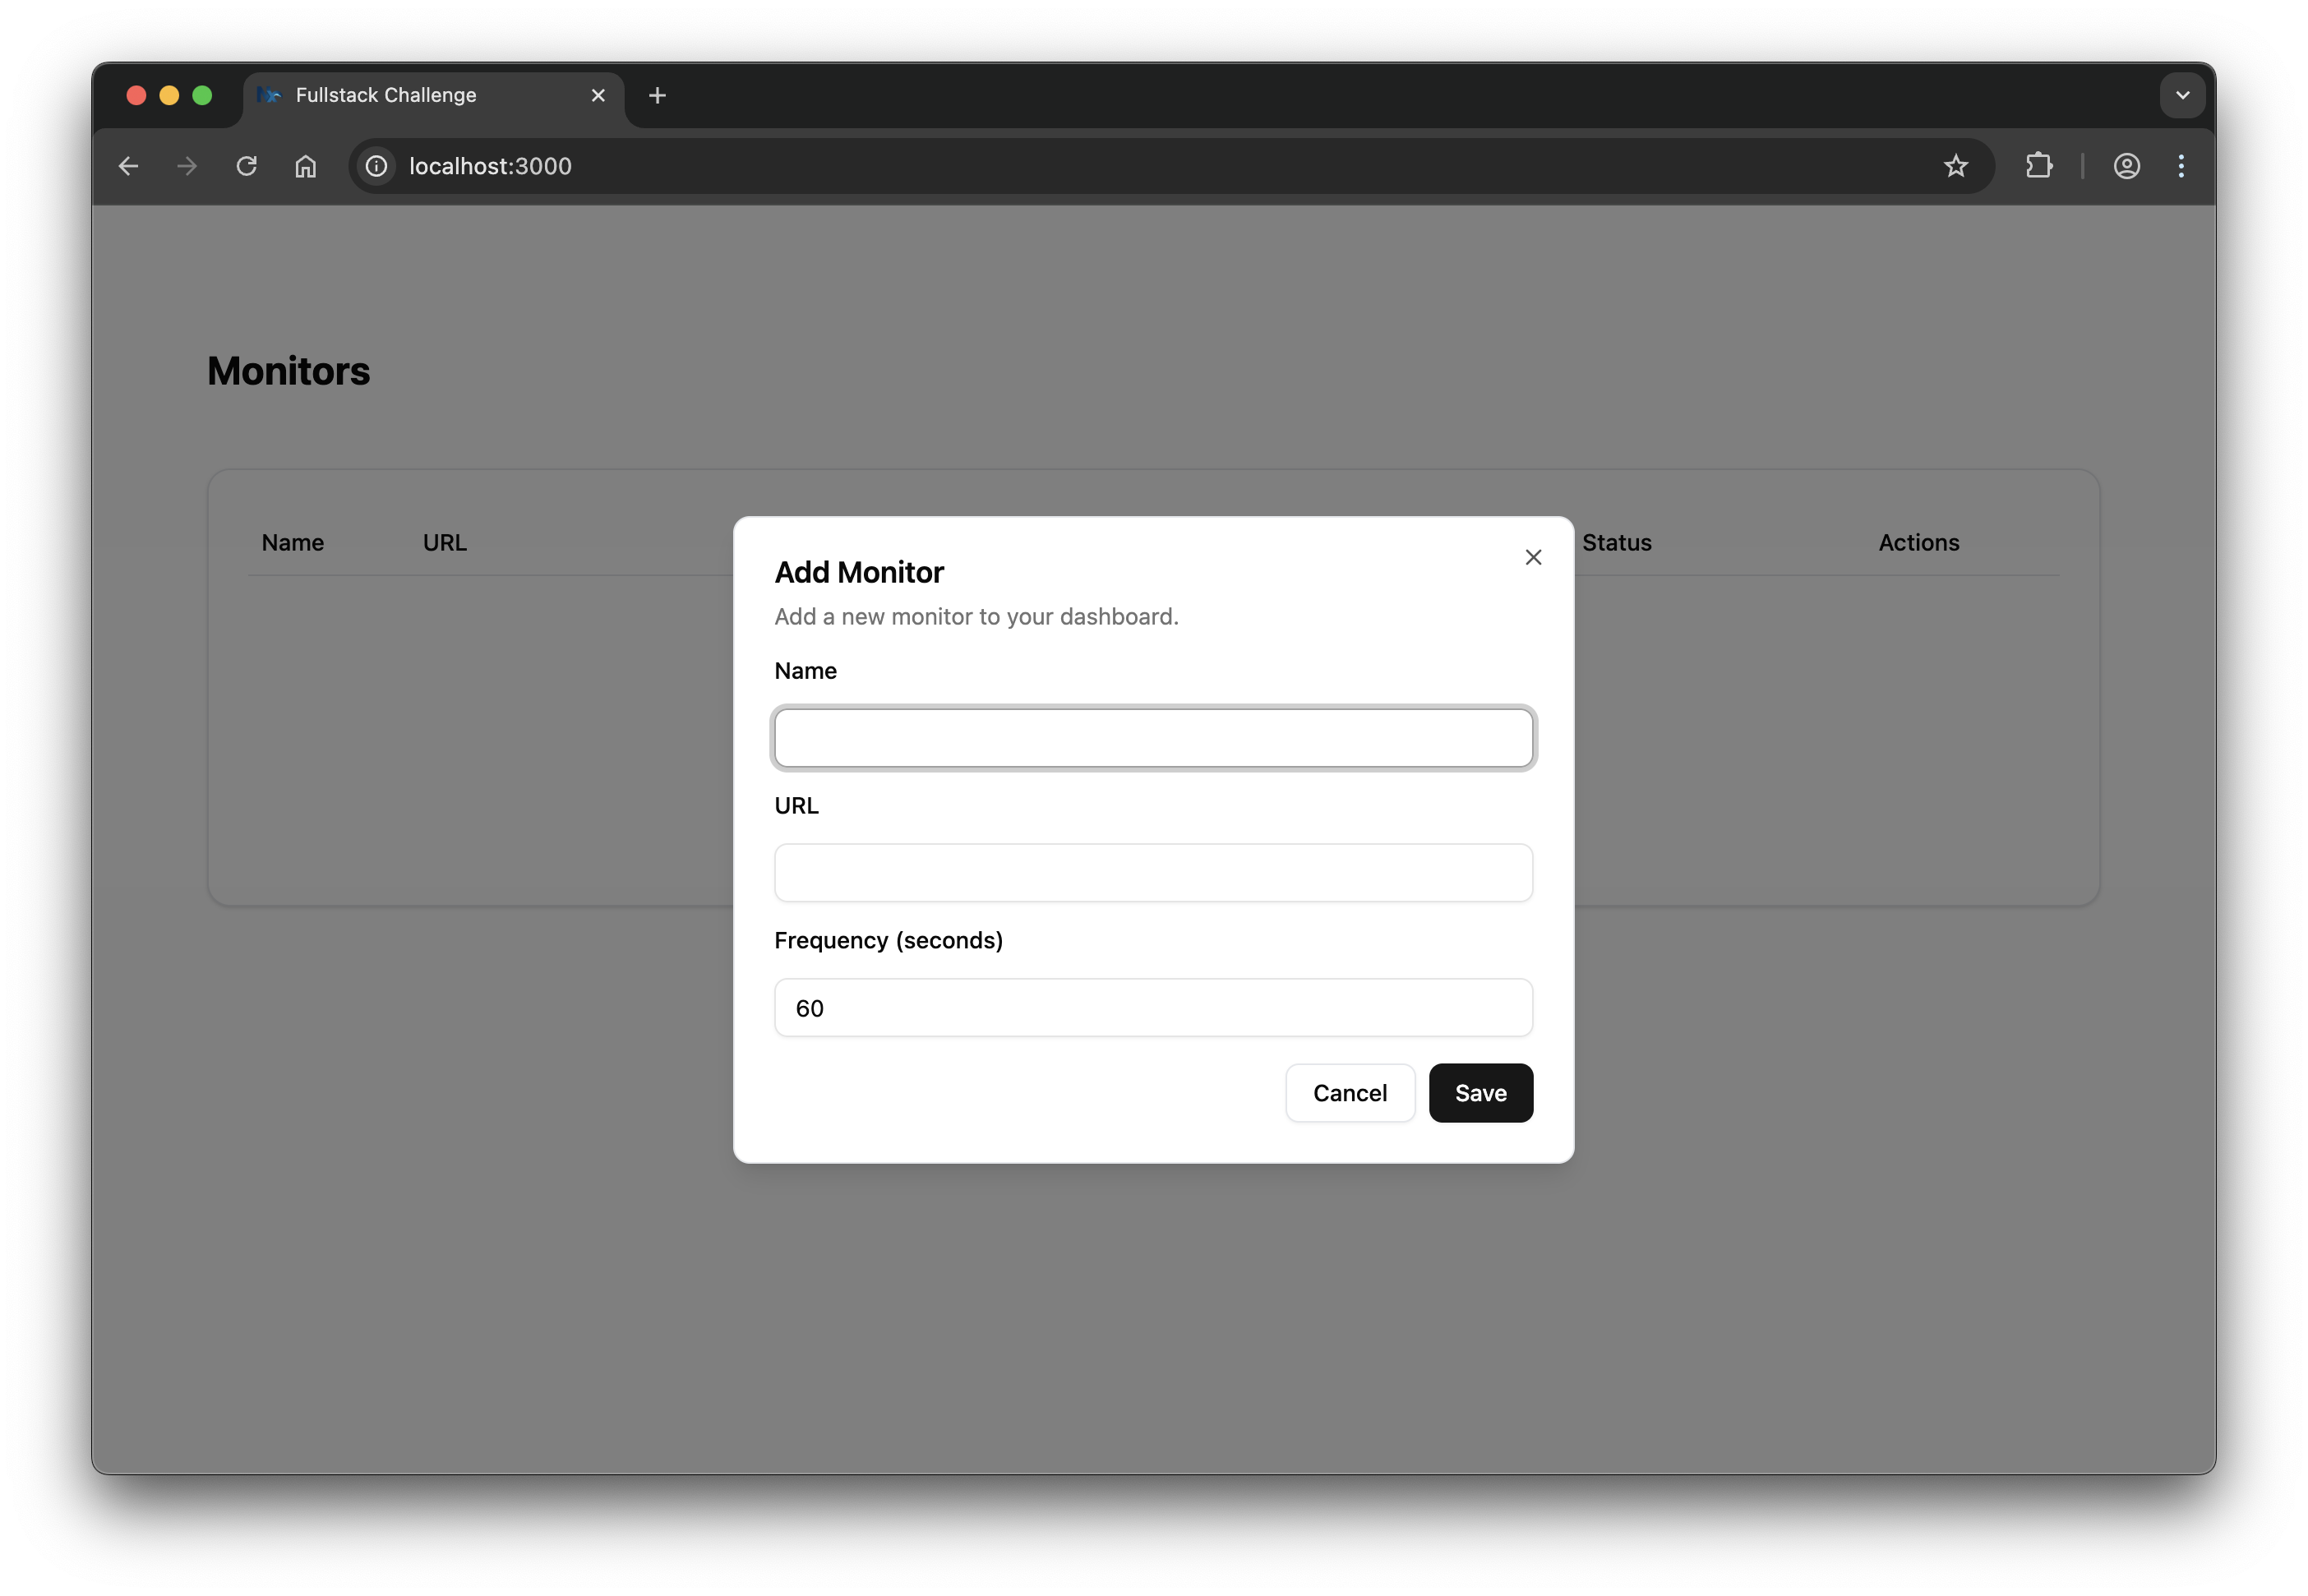 Fullstack Challenge
localhost:3000
Monitors
Name URL Status Actions
Add Monitor
Add a new monitor to your dashboard.
Name
URL
Frequency (seconds)
60
Cancel Save